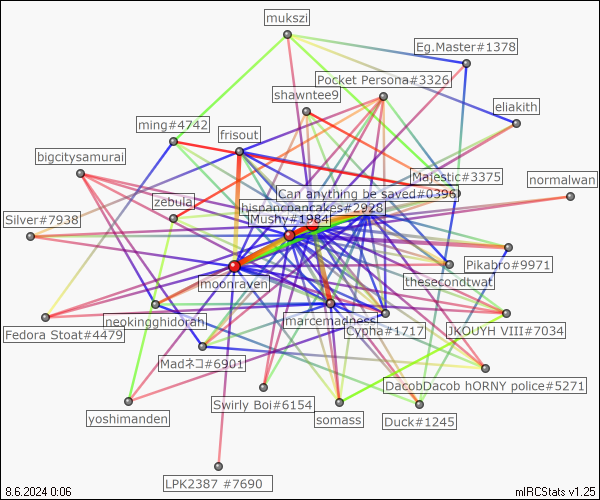 mukszi
Eg.Master#1378
Pocket Persona#3326
shawntee9
eliakith
ming#4742
frisout
bigcitysamurai
Majestic#3375
normalwan
Can anything be saved#0396
zebula
hispanicpancakes#2928
Silver#7938
Mushy#1984
Pikabro#9971
thesecondtwat
moonraven
neokingghidorah
marcemadness
Cypha#1717
JKOUYH VIII#7034
Fedora Stoat#4479
Madネコ#6901
DacobDacob hORNY police#5271
yoshimanden
Swirly Boi#6154
somass
Duck#1245
LPK2387 #7690
8.6.2024 0:06
mIRCStats v1.25